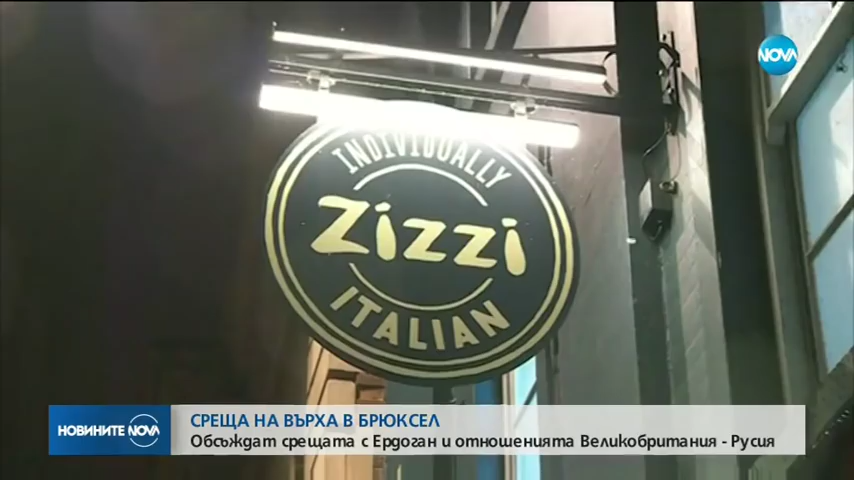 NOVA
INDIVIDUALLY
Zizzi
ITALIAN
НОВИНИТЕ NOVA
СРЕЩА НА ВЪРХА В БРЮКСЕЛ
Обсъждат срещата с Ердоган и отношенията Великобритания - Русия